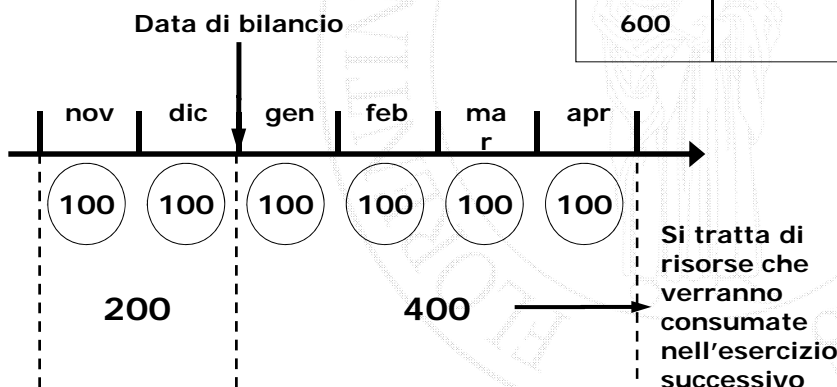 Data di bilancio
600
nov dic gen feb ma
r
apr
100 100 100 100 100 100
200 400
Si tratta di
risorse che
verranno
consumate
nell'esercizio
successivo